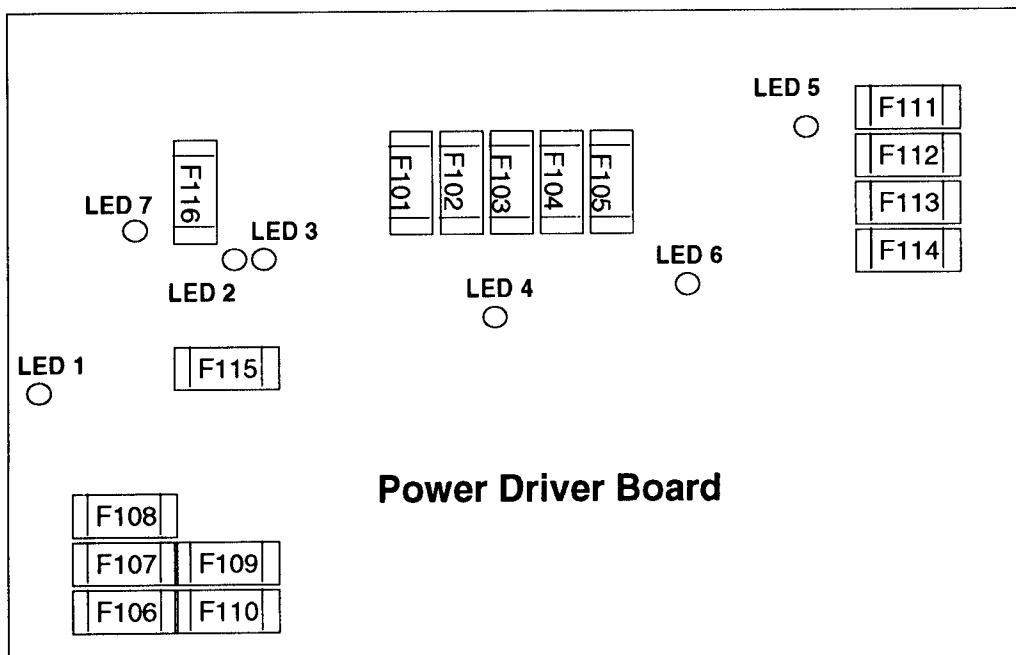 LED 5
F111
F112
F113
F114
F101
F102
F103
F104
F105
F116
LED 7
LED 3
LED 2
LED 6
LED 4
LED 1
F115
Power Driver Board
F108
F107
F109
F106
F110